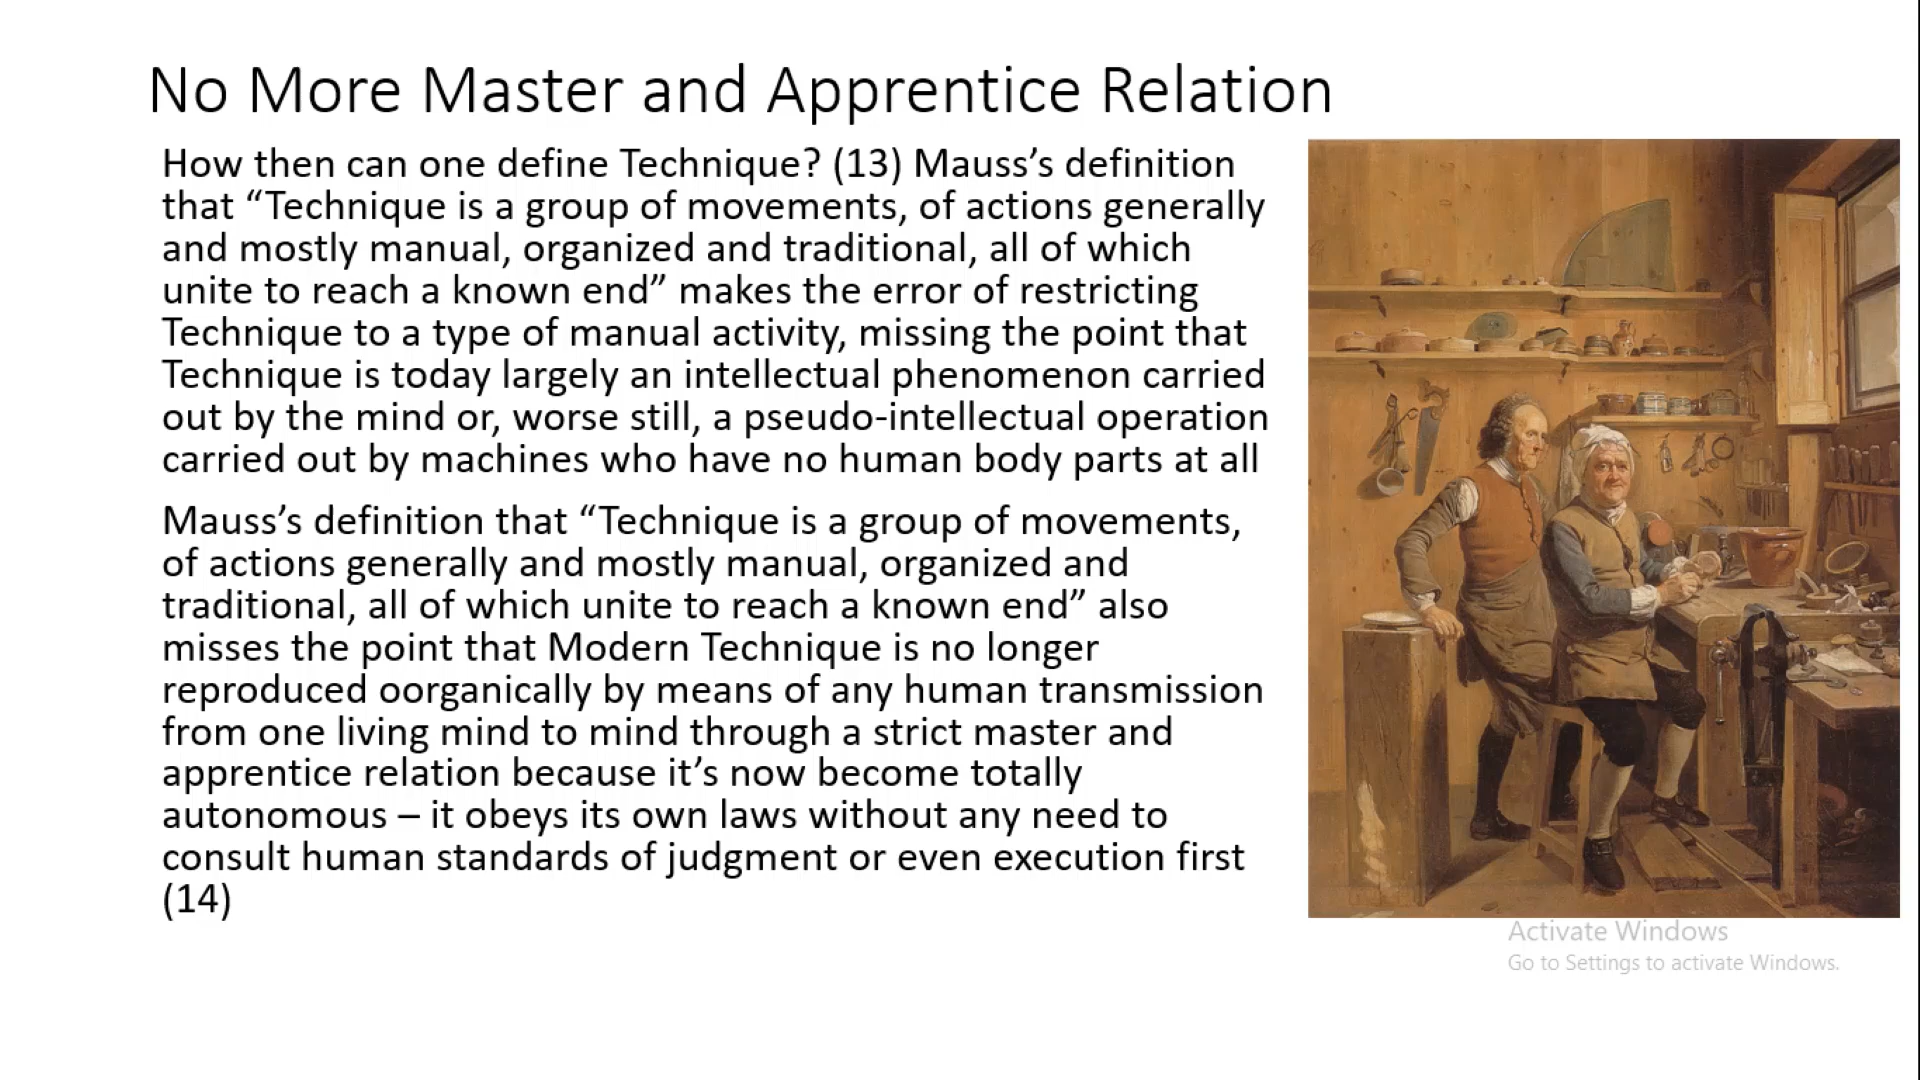 No More Master and Apprentice Relation
How then can one define Technique? (13) Mauss’s definition
that “Technique is a group of movements, of actions generally
and mostly manual, organized and traditional, all of which
unite to reach a known end” makes the error of restricting
Technique to a type of manual activity, missing the point that
Technique is today largely an intellectual phenomenon carried
out by the mind or, worse still, a pseudo-intellectual operation
carried out by machines who have no human body parts at all
Mauss’s definition that “Technique is a group of movements,
of actions generally and mostly manual, organized and
traditional, all of which unite to reach a known end” also
misses the point that Modern Technique is no longer
reproduced oorganically by means of any human transmission
from one living mind to mind through a strict master and
apprentice relation because it’s now become totally
autonomous – it obeys its own laws without any need to
consult human standards of judgment or even execution first
(14)
Activate Windows
Go to Settings to activate Windows.